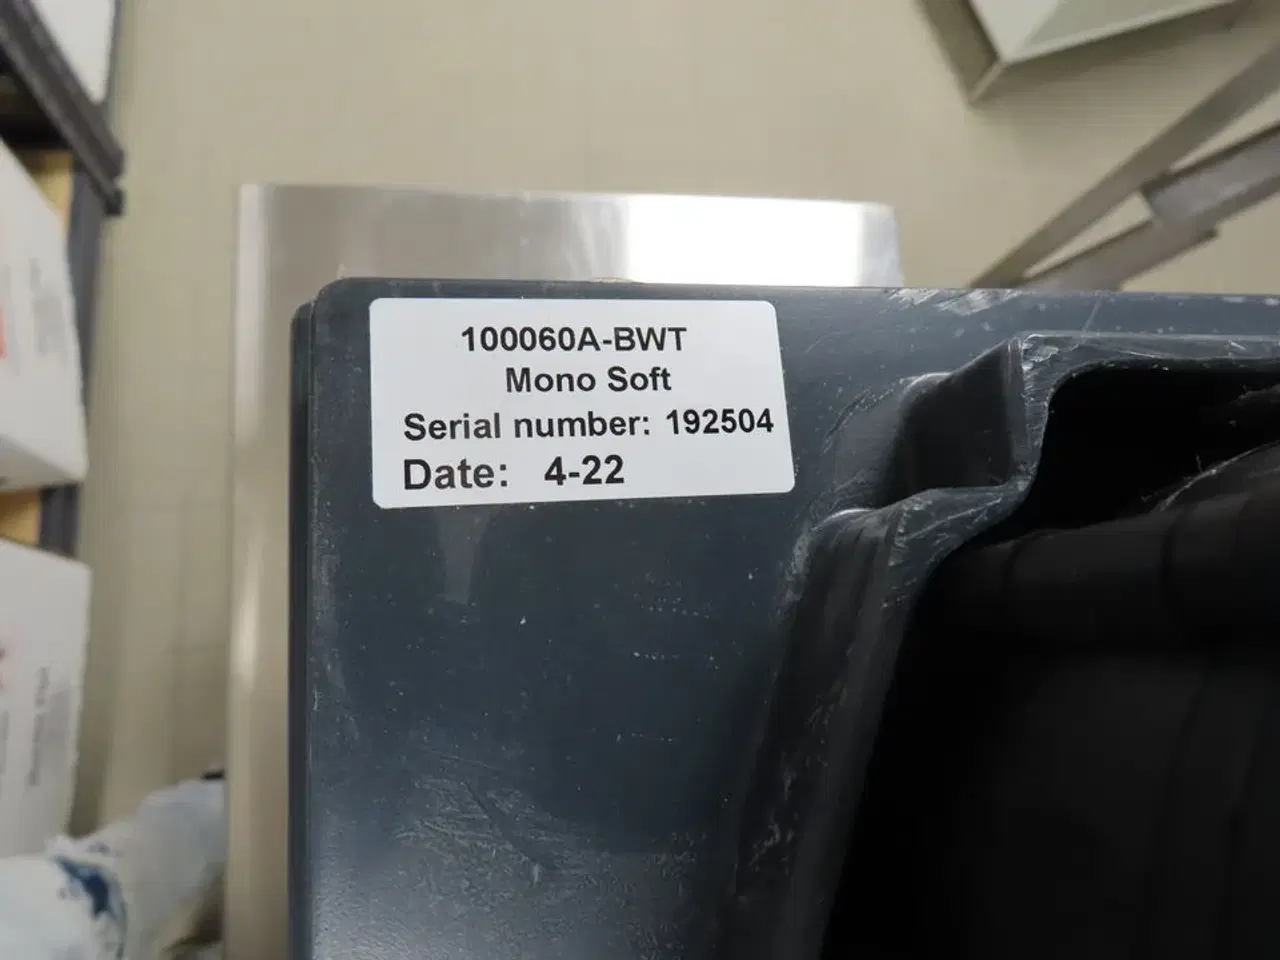 100060A-BWT
Mono Soft
Serial number: 192504
Date: 4-22